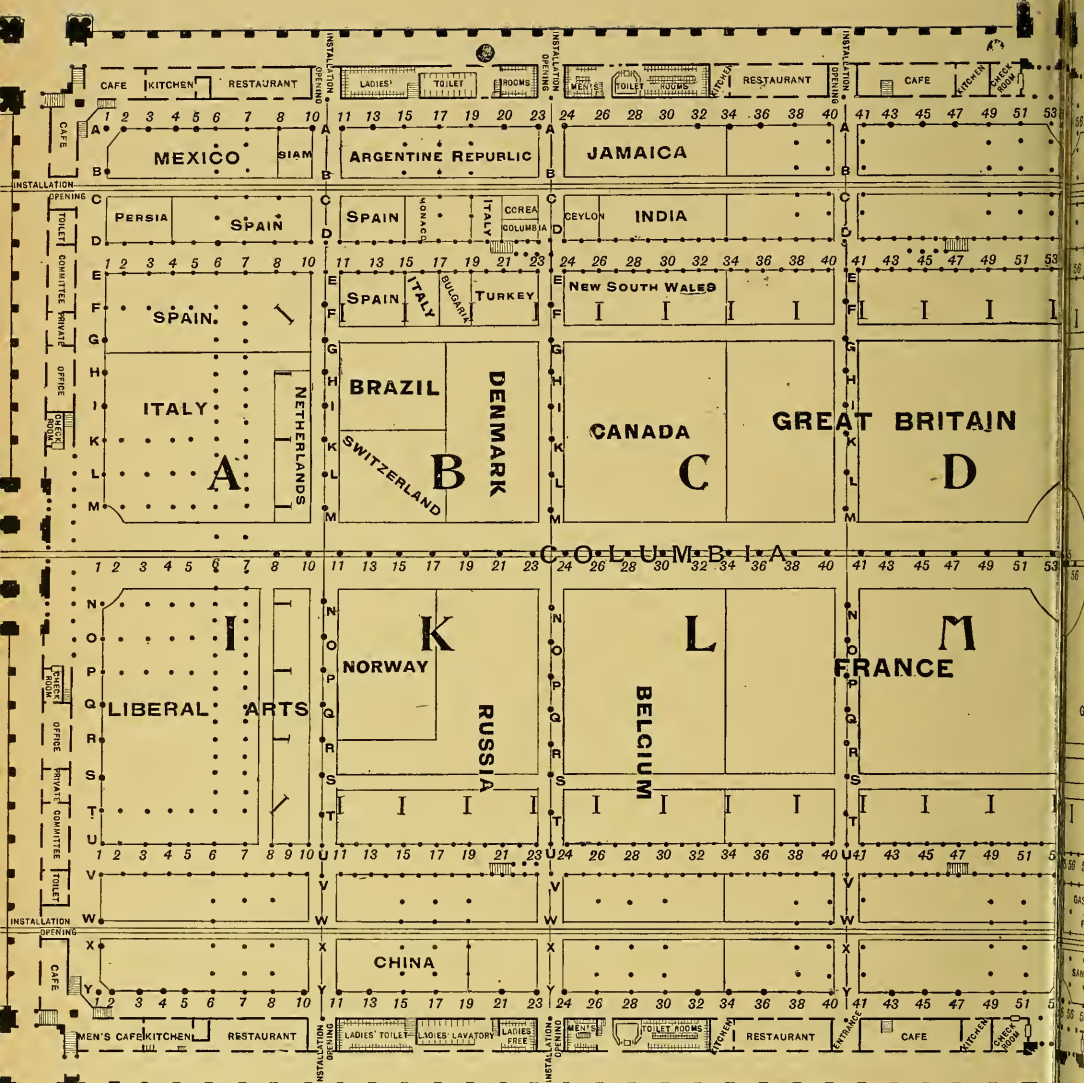 INSTALLATION OPENING INSTALLATION OPENING INSTALLATION OPENING
CAFE KITCHEN RESTAURANT LADIES' TOILET ROOMS MEN'S TOILET ROOMS KITCHEN RESTAURANT CAFE KITCHEN CHECK ROOM
1 2 3 4 5 6 7 8 9 10 11 13 15 17 19 20 23 24 26 28 30 32 34 36 38 40 41 43 45 47 49 51 53
CAFE
A A A A
MEXICO SIAM ARGENTINE REPUBLIC JAMAICA
B B B B
INSTALLATION
OPENING
C C C C
PERSIA SPAIN SPAIN MONACO ITALY COREA CEYLON INDIA
COLUMBIA
D D D D
TOILET COMMITTEE PRIVATE OFFICE CHECK ROOM
1 2 3 4 5 6 7 8 10 11 13 15 17 19 21 23 24 26 28 30 32 34 36 38 40 41 43 45 47 49 51 53
E E E E
NEW SOUTH WALES
SPAIN SPAIN ITALY BULGARIA TURKEY
F F F F
G G G G
H H H H
BRAZIL DENMARK
I I I I
ITALY NETHERLANDS CANADA GREAT BRITAIN
K K K K
SWITZERLAND
A B C D
L L L L
M M M M
COLUMBIA
1 2 3 4 5 6 7 8 10 11 13 15 17 19 21 23 24 26 28 30 32 34 36 38 40 41 43 45 47 49 51 53
56
N N N N
I K L M
O O O O
P P P P
NORWAY FRANCE
CHECK ROOM
Q Q Q Q
LIBERAL ARTS RUSSIA BELGIUM
R R R R
OFFICE
S S S S
PRIVATE
T T T T
COMMITTEE
U U U U
1 2 3 4 5 6 7 8 9 10 11 13 15 17 19 21 23 24 26 28 30 32 34 36 38 40 41 43 45 47 49 51
TOILET
V V V V
W W W W
INSTALLATION
OPENING
X X X X
CHINA
CAFE
Y Y Y Y
1 2 3 4 5 6 7 8 10 11 13 15 17 19 21 23 24 26 28 30 32 34 36 38 40 41 43 45 47 49 51 53
MEN'S CAFE KITCHEN RESTAURANT LADIES' TOILET LADIES' LAVATORY LADIES FREE MEN'S TOILET ROOMS KITCHEN RESTAURANT ENTRANCE CAFE KITCHEN CHECK ROOM
INSTALLATION OPENING INSTALLATION OPENING